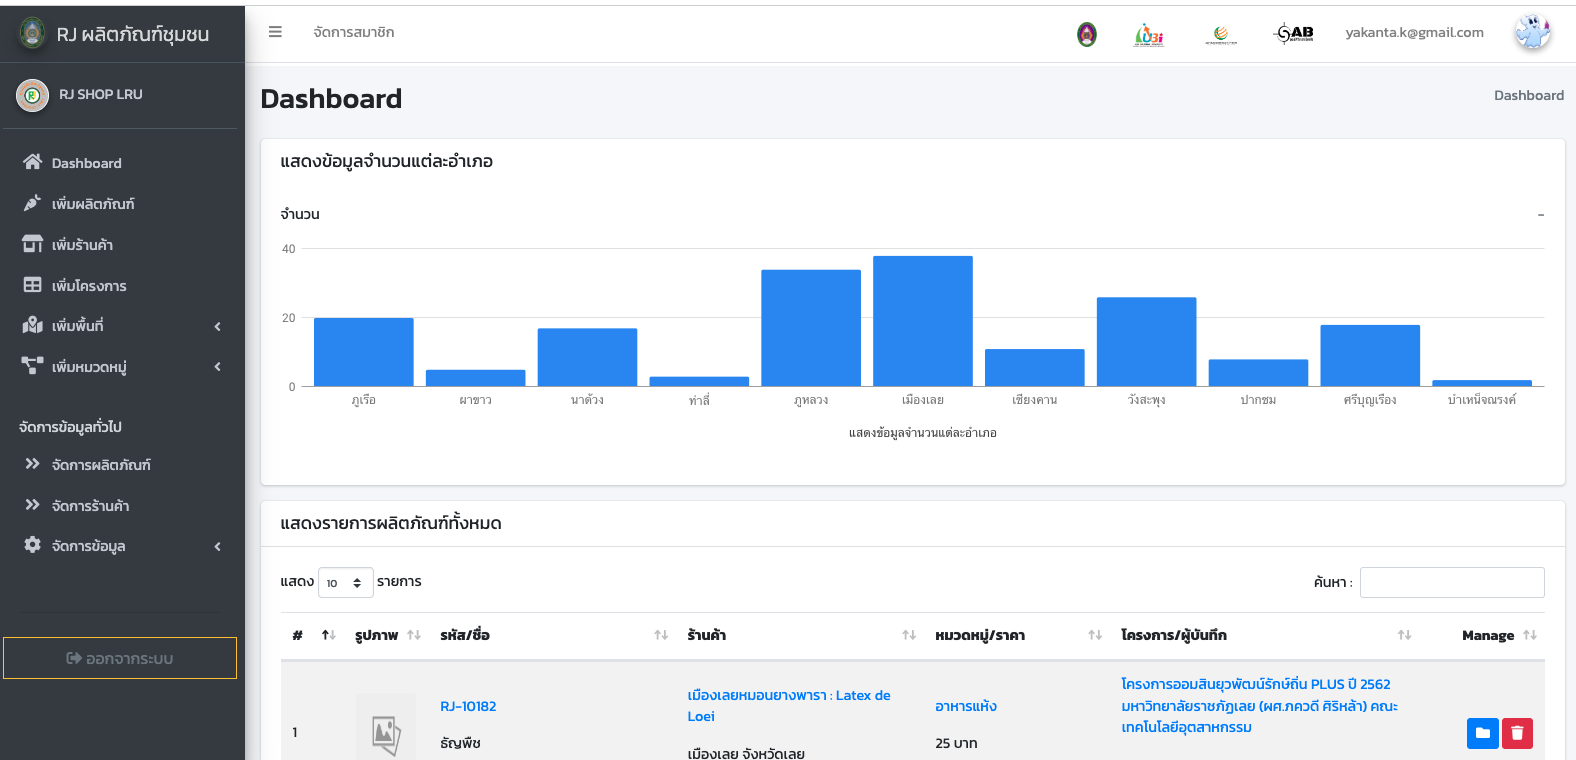 RJ ผลิตภัณฑ์ชุมชน
จัดการสมาชิก
yakanta.k@gmail.com
RJ SHOP LRU
Dashboard
เพิ่มผลิตภัณฑ์
เพิ่มร้านค้า
เพิ่มโครงการ
เพิ่มพื้นที่
เพิ่มหมวดหมู่
จัดการข้อมูลทั่วไป
จัดการผลิตภัณฑ์
จัดการร้านค้า
จัดการข้อมูล
ออกจากระบบ
Dashboard
Dashboard
แสดงข้อมูลจำนวนแต่ละอำเภอ
จำนวน
-
40
20
0
ภูเรือ ผาขาว นาด้วง ท่าลี่ ภูหลวง เมืองเลย เชียงคาน วังสะพุง ปากชม ศรีบุญเรือง บำเหน็จณรงค์
แสดงข้อมูลจำนวนแต่ละอำเภอ
แสดงรายการผลิตภัณฑ์ทั้งหมด
แสดง 10 รายการ
ค้นหา :
# รูปภาพ รหัส/ชื่อ ร้านค้า หมวดหมู่/ราคา โครงการ/ผู้บันทึก Manage
1
RJ-10182
ธัญพืช
เมืองเลยหมอนยางพารา : Latex de
Loei
เมืองเลย จังหวัดเลย
อาหารแห้ง
25 บาท
โครงการออมสินยุวพัฒน์รักษ์ถิ่น PLUS ปี 2562
มหาวิทยาลัยราชภัฏเลย (ผศ.ภควดี ศิริหล้า) คณะ
เทคโนโลยีอุตสาหกรรม